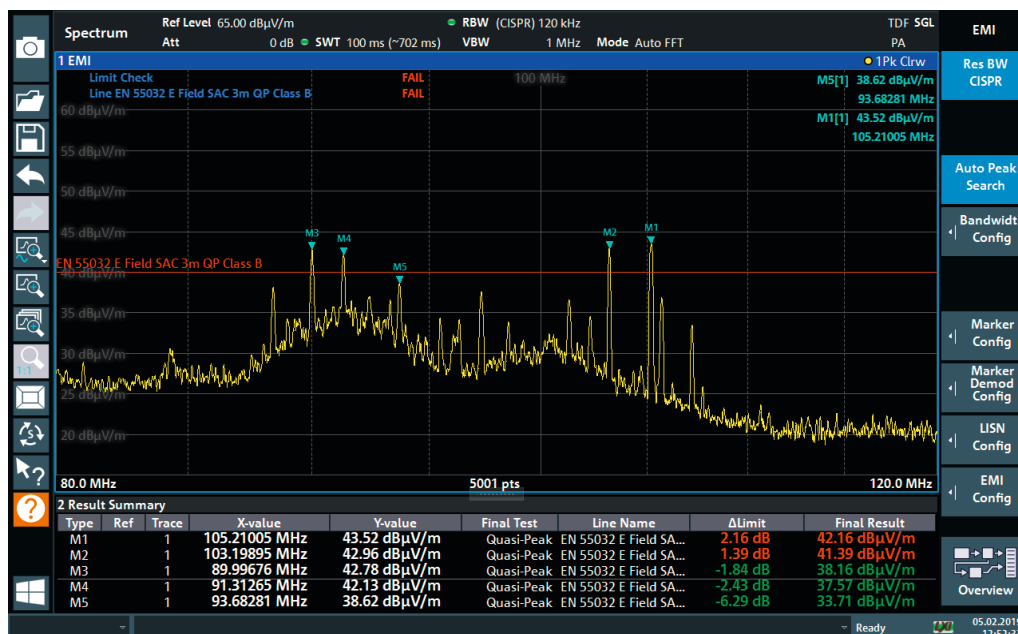 Spectrum
Ref Level 65.00 dBµV/m RBW (CISPR) 120 kHz TDF SGL
Att 0 dB SWT 100 ms (~702 ms) VBW 1 MHz Mode Auto FFT PA
1 EMI 1Pk Clrw
Limit Check FAIL 100 MHz M5[1] 38.62 dBµV/m
Line EN 55032 E Field SAC 3m QP Class B FAIL 93.68281 MHz
60 dBµV/m M1[1] 43.52 dBµV/m
105.21005 MHz
55 dBµV/m
50 dBµV/m
45 dBµV/m M3 M4 M2 M1
EN 55032 E Field SAC 3m QP Class B M5
40 dBµV/m
35 dBµV/m
30 dBµV/m
25 dBµV/m
20 dBµV/m
80.0 MHz 5001 pts 120.0 MHz
2 Result Summary
Type Ref Trace X-value Y-value Final Test Line Name ΔLimit Final Result
M1 1 105.21005 MHz 43.52 dBµV/m Quasi-Peak EN 55032 E Field SA... 2.16 dB 42.16 dBµV/m
M2 1 103.19895 MHz 42.96 dBµV/m Quasi-Peak EN 55032 E Field SA... 1.39 dB 41.39 dBµV/m
M3 1 89.99676 MHz 42.78 dBµV/m Quasi-Peak EN 55032 E Field SA... -1.84 dB 38.16 dBµV/m
M4 1 91.31265 MHz 42.13 dBµV/m Quasi-Peak EN 55032 E Field SA... -2.43 dB 37.57 dBµV/m
M5 1 93.68281 MHz 38.62 dBµV/m Quasi-Peak EN 55032 E Field SA... -6.29 dB 33.71 dBµV/m
1:1
EMI
Res BW
CISPR
Auto Peak
Search
Bandwidt
Config
Marker
Config
Marker
Demod
Config
LISN
Config
EMI
Config
Overview
Ready 05.02.2019